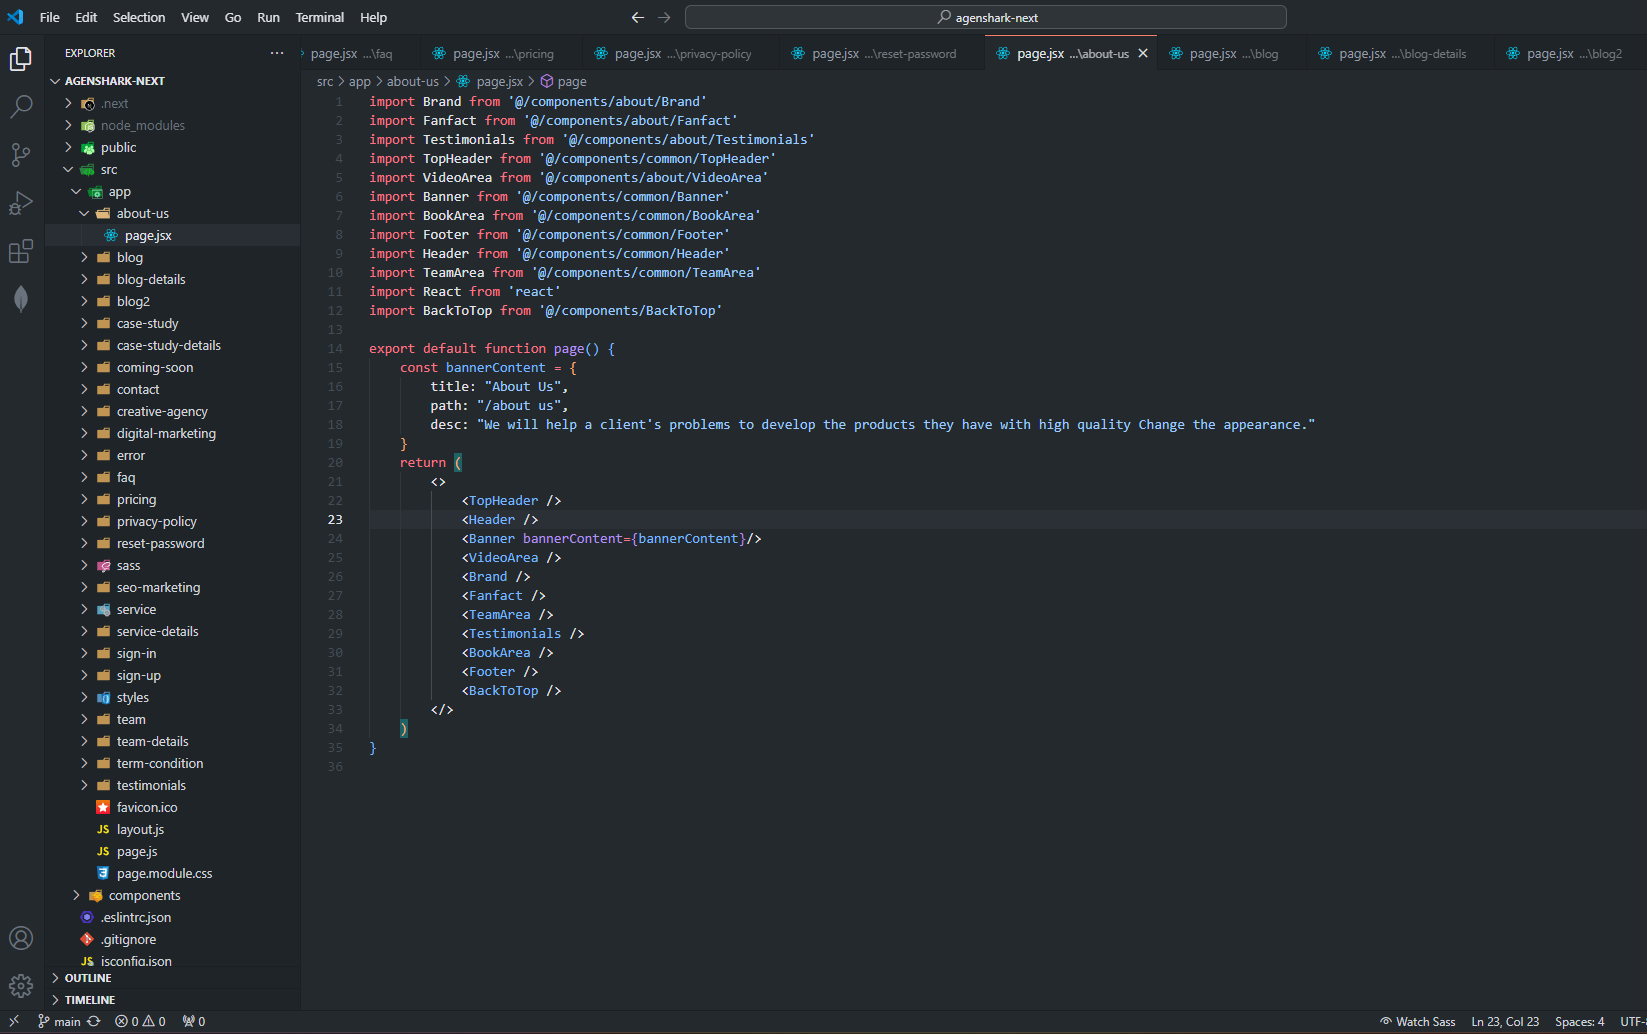 File Edit Selection View Go Run Terminal Help
agenshark-next
EXPLORER
AGENSHARK-NEXT
.next
node_modules
public
src
app
about-us
page.jsx
blog
blog-details
blog2
case-study
case-study-details
coming-soon
contact
creative-agency
digital-marketing
error
faq
pricing
privacy-policy
reset-password
sass
seo-marketing
service
service-details
sign-in
sign-up
styles
team
team-details
term-condition
testimonials
favicon.ico
JS layout.js
JS page.js
page.module.css
components
.eslintrc.json
.gitignore
JS jsconfig.json
OUTLINE
TIMELINE
page.jsx ...\faq page.jsx ...\pricing page.jsx ...\privacy-policy page.jsx ...\reset-password page.jsx ...\about-us page.jsx ...\blog page.jsx ...\blog-details page.jsx ...\blog2
src > app > about-us > page.jsx > page
1 import Brand from '@/components/about/Brand'
2 import Fanfact from '@/components/about/Fanfact'
3 import Testimonials from '@/components/about/Testimonials'
4 import TopHeader from '@/components/common/TopHeader'
5 import VideoArea from '@/components/about/VideoArea'
6 import Banner from '@/components/common/Banner'
7 import BookArea from '@/components/common/BookArea'
8 import Footer from '@/components/common/Footer'
9 import Header from '@/components/common/Header'
10 import TeamArea from '@/components/common/TeamArea'
11 import React from 'react'
12 import BackToTop from '@/components/BackToTop'
13
14 export default function page() {
15 const bannerContent = {
16 title: "About Us",
17 path: "/about us",
18 desc: "We will help a client's problems to develop the products they have with high quality Change the appearance."
19 }
20 return (
21 <>
22 <TopHeader />
23 <Header />
24 <Banner bannerContent={bannerContent}/>
25 <VideoArea />
26 <Brand />
27 <Fanfact />
28 <TeamArea />
29 <Testimonials />
30 <BookArea />
31 <Footer />
32 <BackToTop />
33 </>
34 )
35 }
36
main 0 0 0 Watch Sass Ln 23, Col 23 Spaces: 4 UTF-